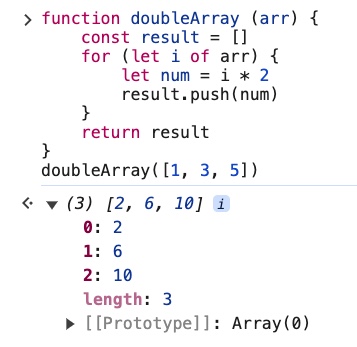 function doubleArray (arr) {
    const result = []
    for (let i of arr) {
        let num = i * 2
        result.push(num)
    }
    return result
}
doubleArray([1, 3, 5])
(3) [2, 6, 10] i
0: 2
1: 6
2: 10
length: 3
[[Prototype]]: Array(0)